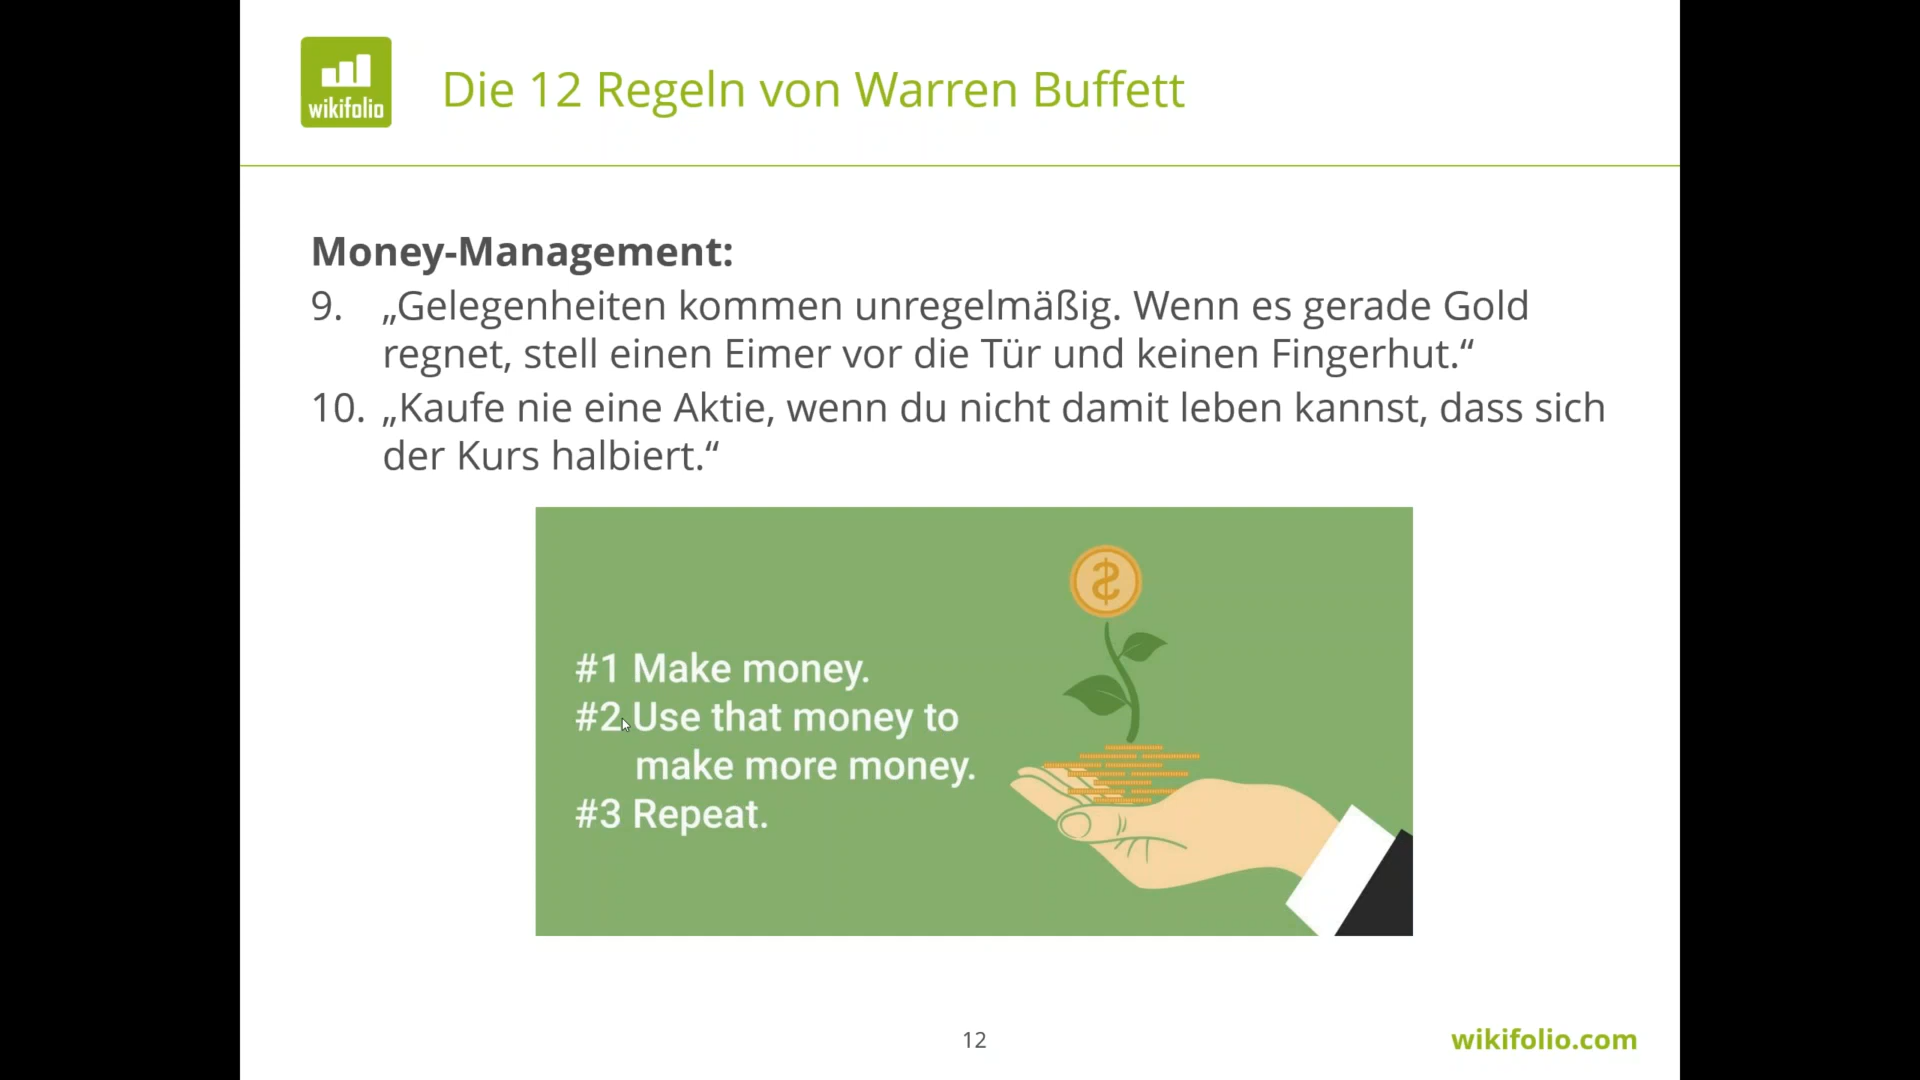 wikifolio
Die 12 Regeln von Warren Buffett
Money-Management:
9. „Gelegenheiten kommen unregelmäßig. Wenn es gerade Gold
regnet, stell einen Eimer vor die Tür und keinen Fingerhut.“
10. „Kaufe nie eine Aktie, wenn du nicht damit leben kannst, dass sich
der Kurs halbiert.“
#1 Make money.
#2 Use that money to
make more money.
#3 Repeat.
12
wikifolio.com